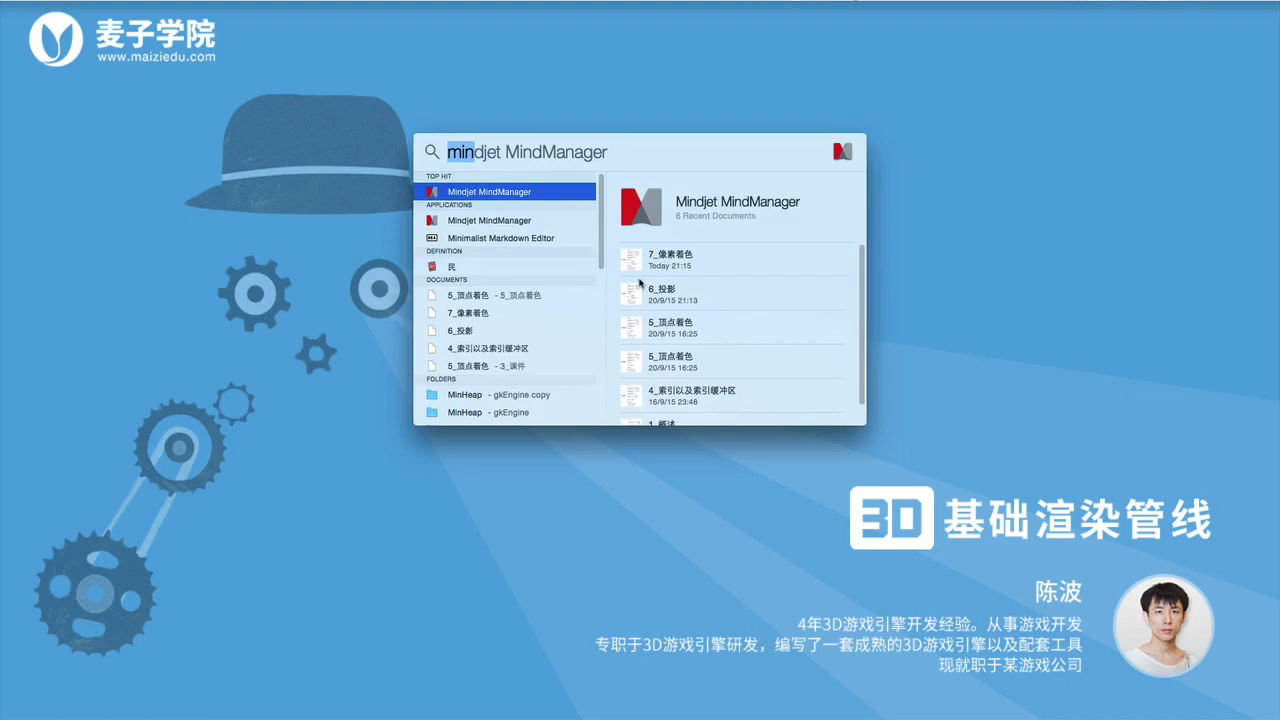 麦子学院
www.maiziedu.com
mindjet MindManager
TOP HIT
Mindjet MindManager
APPLICATIONS
Mindjet MindManager
Minimalist Markdown Editor
DEFINITION
民
DOCUMENTS
5_顶点着色 - 5_顶点着色
7_像素着色
6_投影
4_索引以及索引缓冲区
5_顶点着色 - 3_课件
FOLDERS
MinHeap - gkEngine copy
MinHeap - gkEngine
Mindjet MindManager
6 Recent Documents
7_像素着色
Today 21:15
6_投影
20/9/15 21:13
5_顶点着色
20/9/15 16:25
5_顶点着色
20/9/15 16:25
4_索引以及索引缓冲区
16/9/15 23:48
1_概述
3D 基础渲染管线
陈波
4年3D游戏引擎开发经验。从事游戏开发
专职于3D游戏引擎研发，编写了一套成熟的3D游戏引擎以及配套工具
现就职于某游戏公司